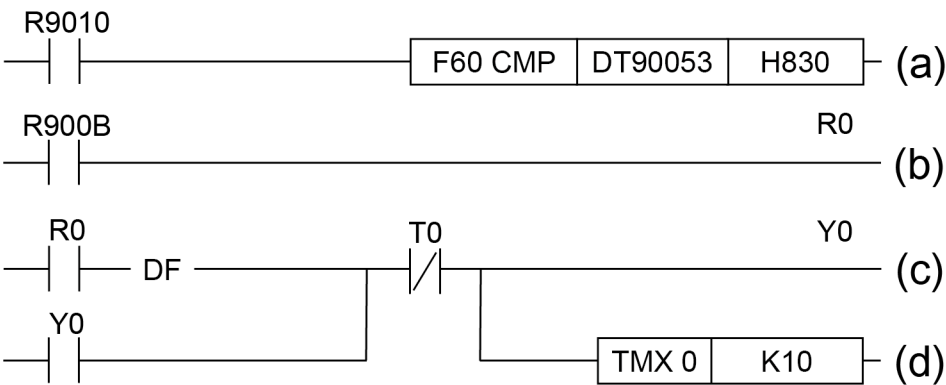 R9010
F60 CMP DT90053 H830 (a)
R900B R0
(b)
R0 T0 Y0
DF (c)
Y0
TMX 0 K10 (d)